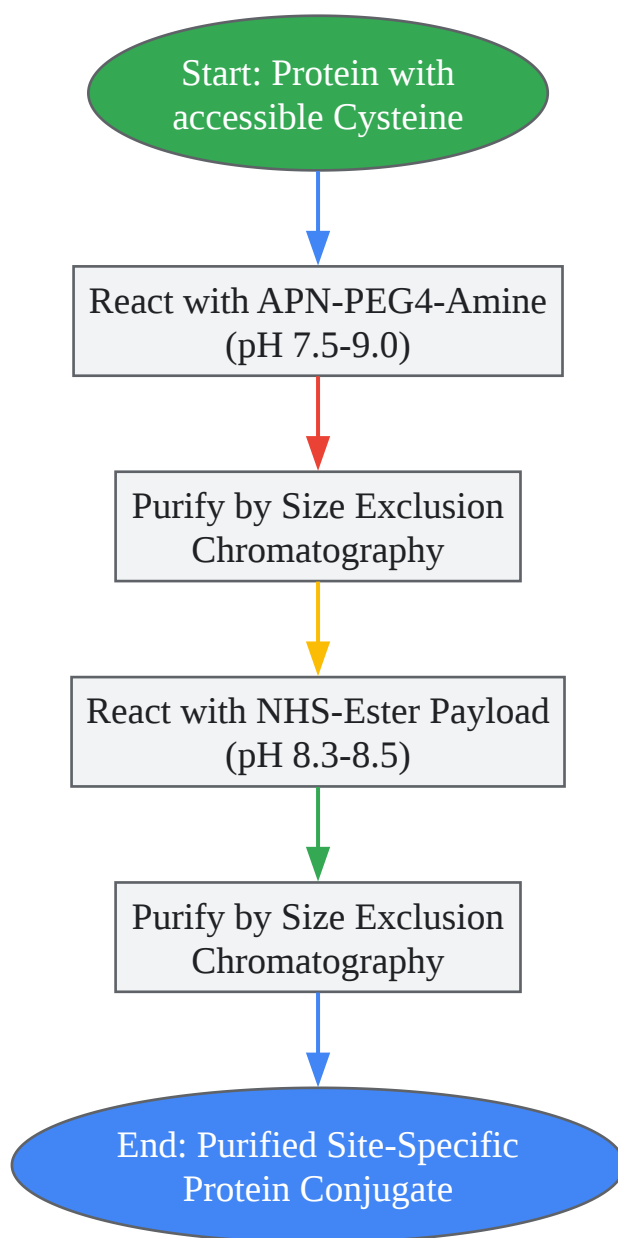 Start: Protein with
accessible Cysteine
React with APN-PEG4-Amine
(pH 7.5-9.0)
Purify by Size Exclusion
Chromatography
React with NHS-Ester Payload
(pH 8.3-8.5)
Purify by Size Exclusion
Chromatography
End: Purified Site-Specific
Protein Conjugate